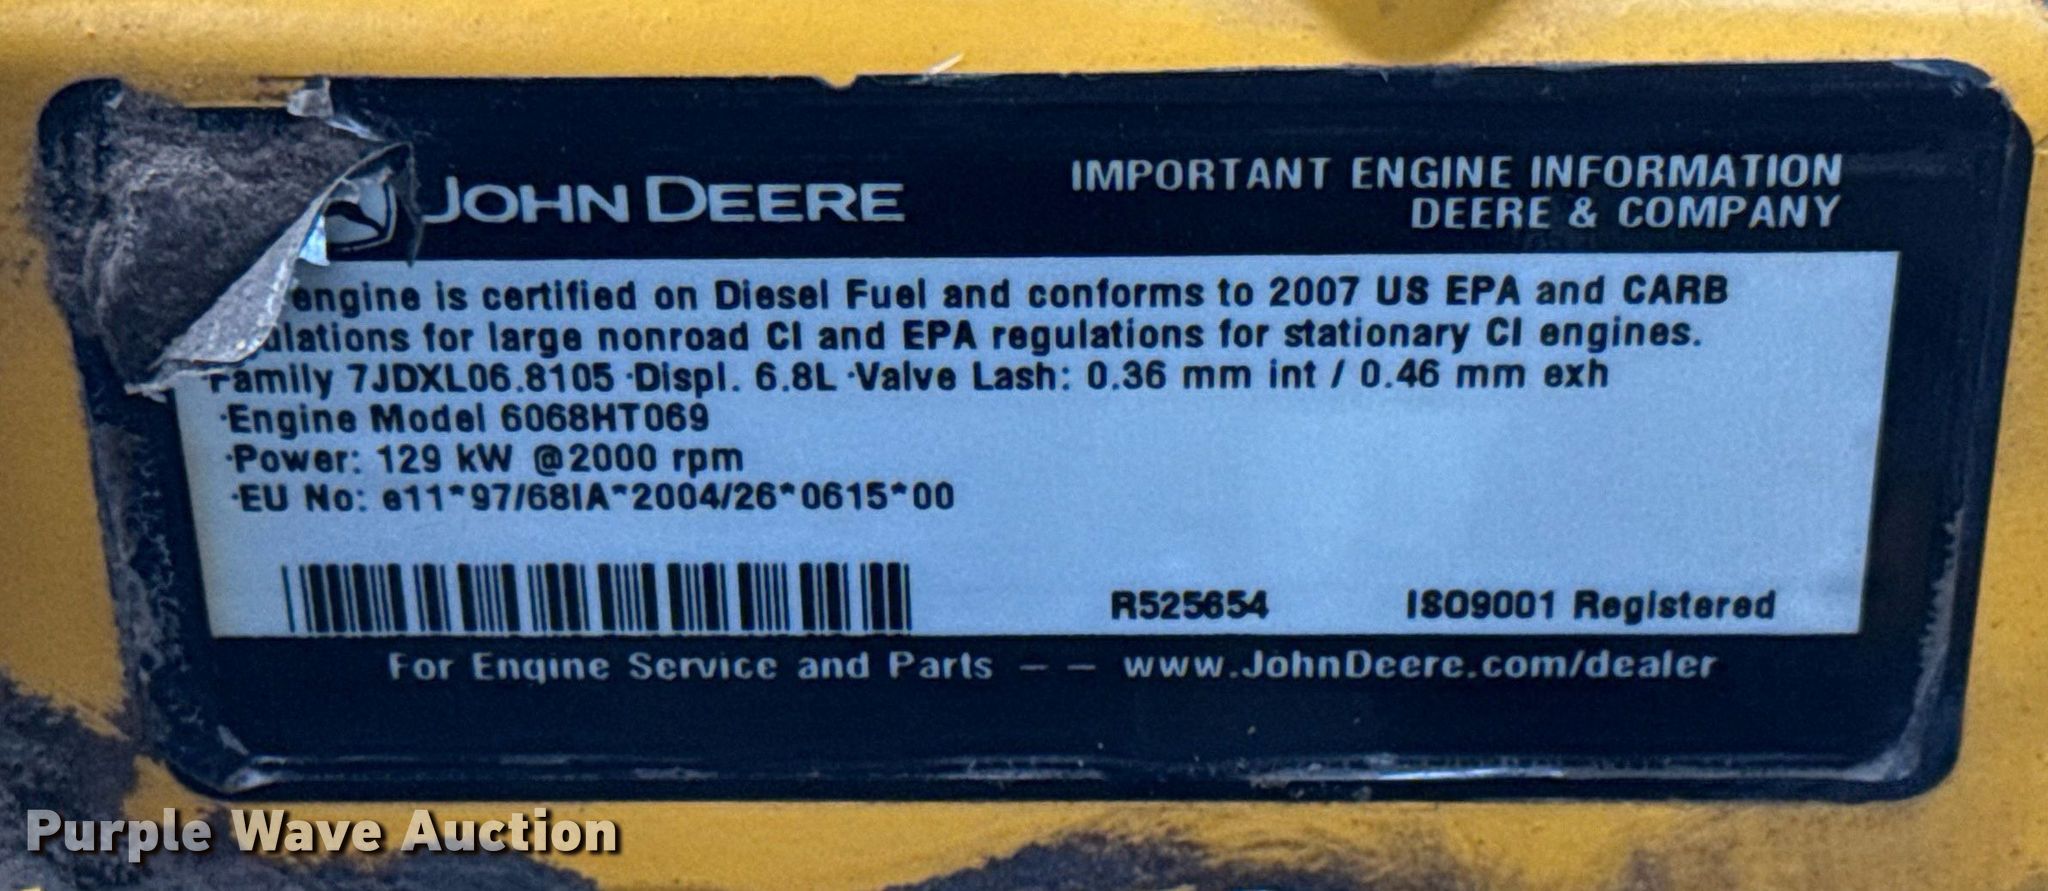 JOHN DEERE
IMPORTANT ENGINE INFORMATION
DEERE & COMPANY
engine is certified on Diesel Fuel and conforms to 2007 US EPA and CARB
ulations for large nonroad CI and EPA regulations for stationary CI engines.
Family 7JDXL06.8105 ·Displ. 6.8L ·Valve Lash: 0.36 mm int / 0.46 mm exh
·Engine Model 6068HT069
·Power: 129 kW @2000 rpm
·EU No: e11*97/68IA*2004/26*0615*00
R525654 ISO9001 Registered
For Engine Service and Parts – – www.JohnDeere.com/dealer
Purple Wave Auction